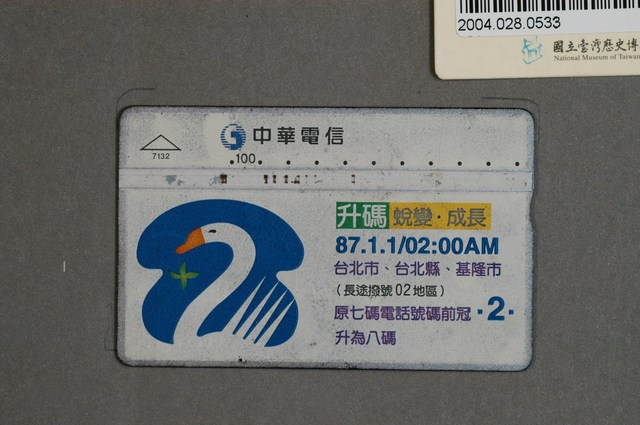 2004.028.0533
國立臺灣歷史博
National Museum of Taiwan
中華電信
7132
100
升碼 蛻變·成長
87.1.1/02:00AM
台北市、台北縣、基隆市
(長途撥號02地區)
原七碼電話號碼前冠·2·
升為八碼